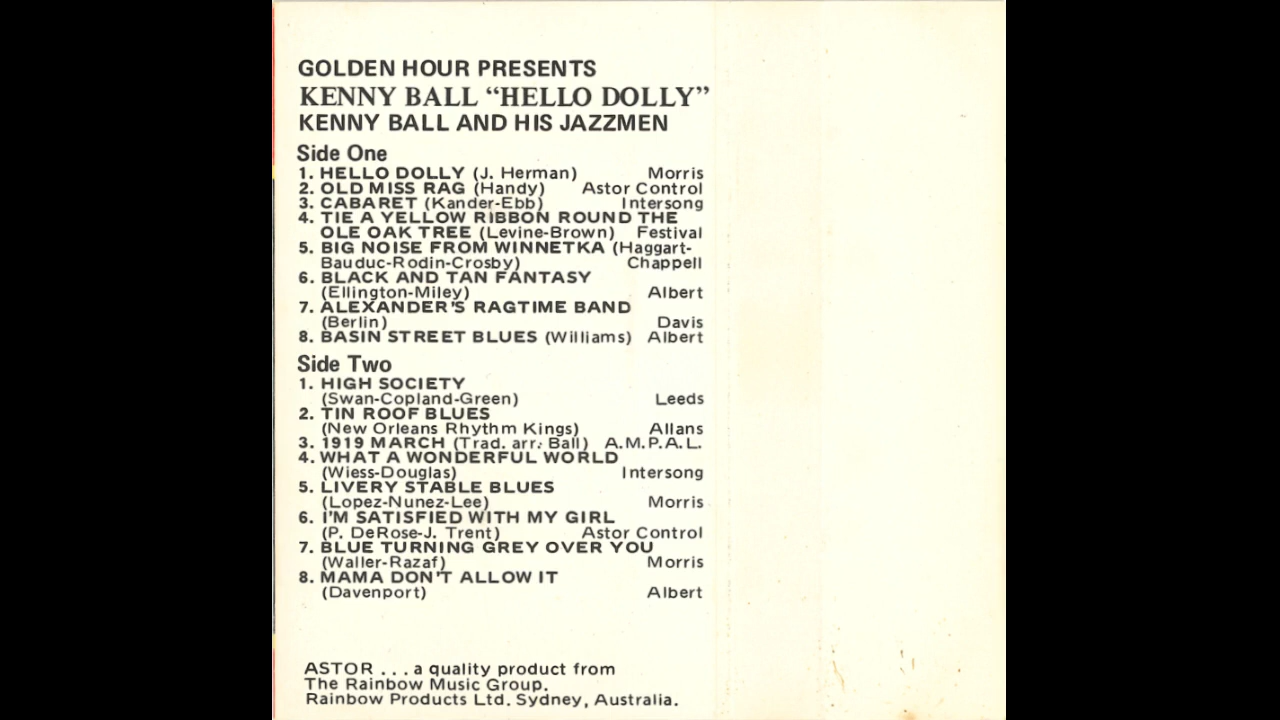 GOLDEN HOUR PRESENTS
KENNY BALL “HELLO DOLLY”
KENNY BALL AND HIS JAZZMEN
Side One
1. HELLO DOLLY (J. Herman) Morris
2. OLD MISS RAG (Handy) Astor Control
3. CABARET (Kander-Ebb) Intersong
4. TIE A YELLOW RIBBON ROUND THE
OLE OAK TREE (Levine-Brown) Festival
5. BIG NOISE FROM WINNETKA (Haggart-
Bauduc-Rodin-Crosby) Chappell
6. BLACK AND TAN FANTASY
(Ellington-Miley) Albert
7. ALEXANDER'S RAGTIME BAND
(Berlin) Davis
8. BASIN STREET BLUES (Williams) Albert
Side Two
1. HIGH SOCIETY
(Swan-Copland-Green) Leeds
2. TIN ROOF BLUES
(New Orleans Rhythm Kings) Allans
3. 1919 MARCH (Trad. arr. Ball) A.M.P.A.L.
4. WHAT A WONDERFUL WORLD
(Wiess-Douglas) Intersong
5. LIVERY STABLE BLUES
(Lopez-Nunez-Lee) Morris
6. I'M SATISFIED WITH MY GIRL
(P. DeRose-J. Trent) Astor Control
7. BLUE TURNING GREY OVER YOU
(Waller-Razaf) Morris
8. MAMA DON'T ALLOW IT
(Davenport) Albert
ASTOR ... a quality product from
The Rainbow Music Group.
Rainbow Products Ltd. Sydney, Australia.